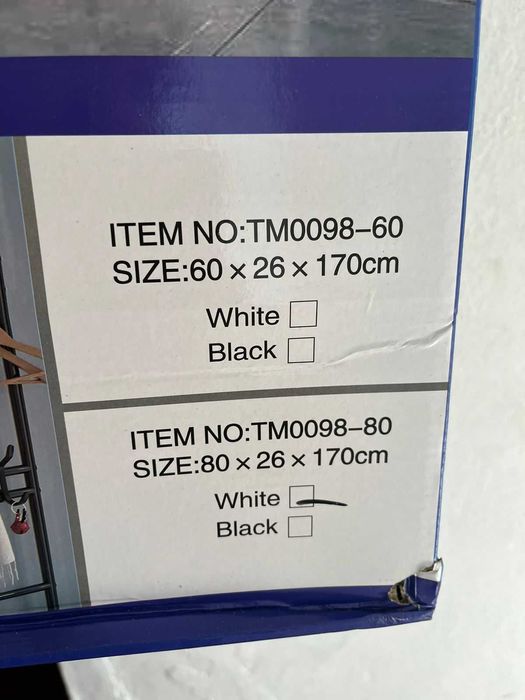 ITEM NO:TM0098–60
SIZE:60 × 26 × 170cm
White
Black
ITEM NO:TM0098–80
SIZE:80 × 26 × 170cm
White
Black